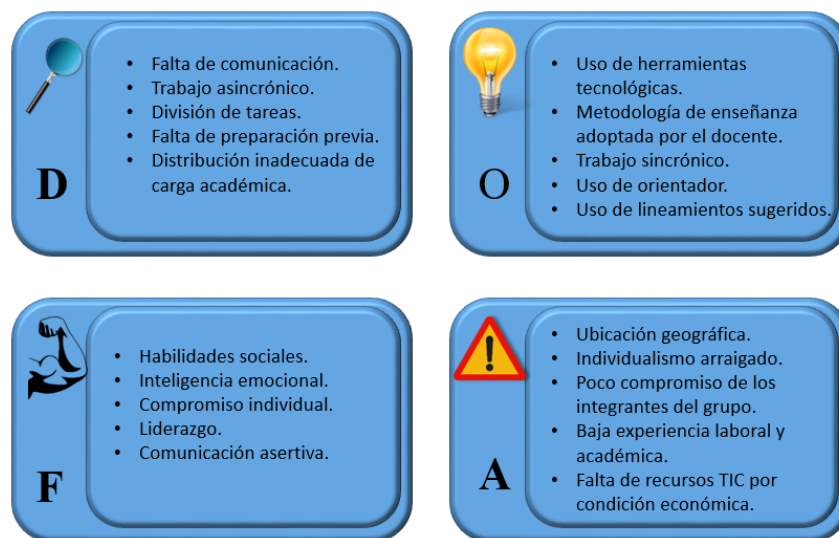 • Falta de comunicación.
• Trabajo asincrónico.
• División de tareas.
• Falta de preparación previa.
• Distribución inadecuada de
carga académica.
D
• Uso de herramientas
tecnológicas.
• Metodología de enseñanza
adoptada por el docente.
• Trabajo sincrónico.
• Uso de orientador.
• Uso de lineamientos sugeridos.
O
• Habilidades sociales.
• Inteligencia emocional.
• Compromiso individual.
• Liderazgo.
• Comunicación asertiva.
F
• Ubicación geográfica.
• Individualismo arraigado.
• Poco compromiso de los
integrantes del grupo.
• Baja experiencia laboral y
académica.
• Falta de recursos TIC por
condición económica.
A